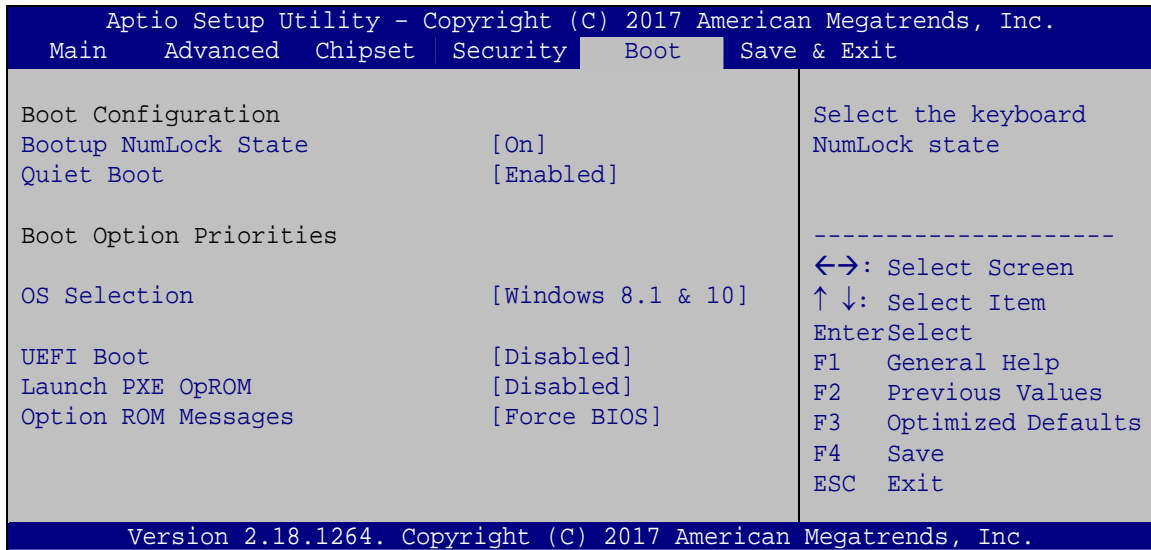 Aptio Setup Utility – Copyright (C) 2017 American Megatrends, Inc.
Main Advanced Chipset Security Boot Save & Exit
Boot Configuration
Bootup NumLock State [On]
Quiet Boot [Enabled]
Boot Option Priorities
OS Selection [Windows 8.1 & 10]
UEFI Boot [Disabled]
Launch PXE OpROM [Disabled]
Option ROM Messages [Force BIOS]
Select the keyboard
NumLock state
---------------------
←→: Select Screen
↑ ↓: Select Item
EnterSelect
F1 General Help
F2 Previous Values
F3 Optimized Defaults
F4 Save
ESC Exit
Version 2.18.1264. Copyright (C) 2017 American Megatrends, Inc.